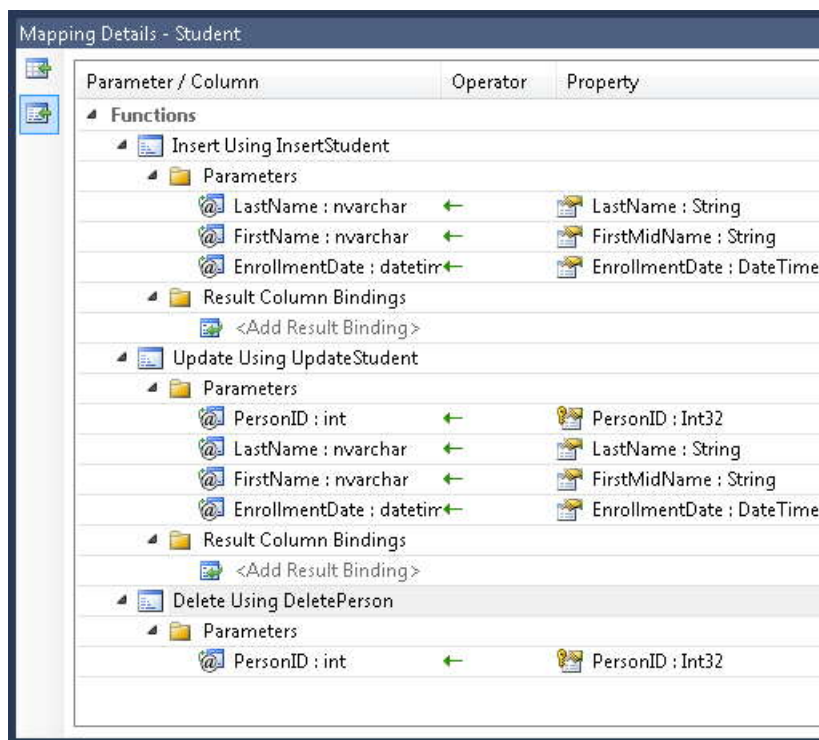 Mapping Details - Student
Parameter / Column Operator Property
Functions
Insert Using InsertStudent
Parameters
LastName : nvarchar ← LastName : String
FirstName : nvarchar ← FirstMidName : String
EnrollmentDate : datetim ← EnrollmentDate : DateTime
Result Column Bindings
<Add Result Binding>
Update Using UpdateStudent
Parameters
PersonID : int ← PersonID : Int32
LastName : nvarchar ← LastName : String
FirstName : nvarchar ← FirstMidName : String
EnrollmentDate : datetim ← EnrollmentDate : DateTime
Result Column Bindings
<Add Result Binding>
Delete Using DeletePerson
Parameters
PersonID : int ← PersonID : Int32